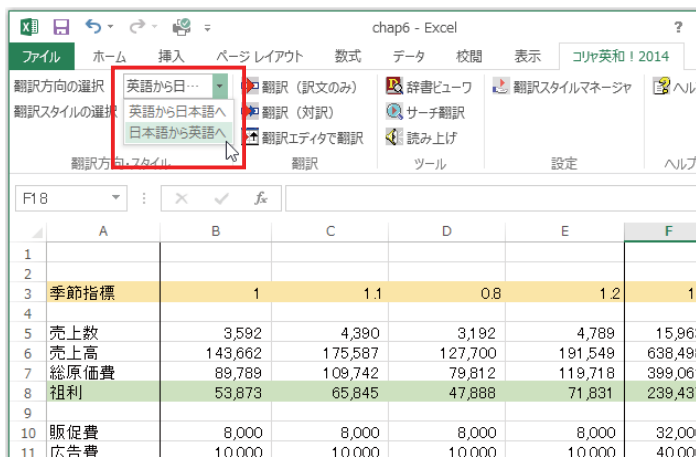 chap6 - Excel ?
ファイル ホーム 挿入 ページ レイアウト 数式 データ 校閲 表示 コリャ英和！2014
翻訳方向の選択 英語から日… 翻訳（訳文のみ） 辞書ビューワ 翻訳スタイルマネージャ ヘル
翻訳スタイルの選択 英語から日本語へ 翻訳（対訳） サーチ翻訳
日本語から英語へ 翻訳エディタで翻訳 読み上げ
翻訳方向・スタイル 翻訳 ツール 設定 ヘルプ
F18 fx
A B C D E F
1
2
3 季節指標 1 1.1 0.8 1.2 1
4
5 売上数 3,592 4,390 3,192 4,789 15,96
6 売上高 143,662 175,587 127,700 191,549 638,49
7 総原価費 89,789 109,742 79,812 119,718 399,06
8 祖利 53,873 65,845 47,888 71,831 239,43
9
10 販促費 8,000 8,000 8,000 8,000 32,00
11 広告費 10,000 10,000 10,000 10,000 40,00